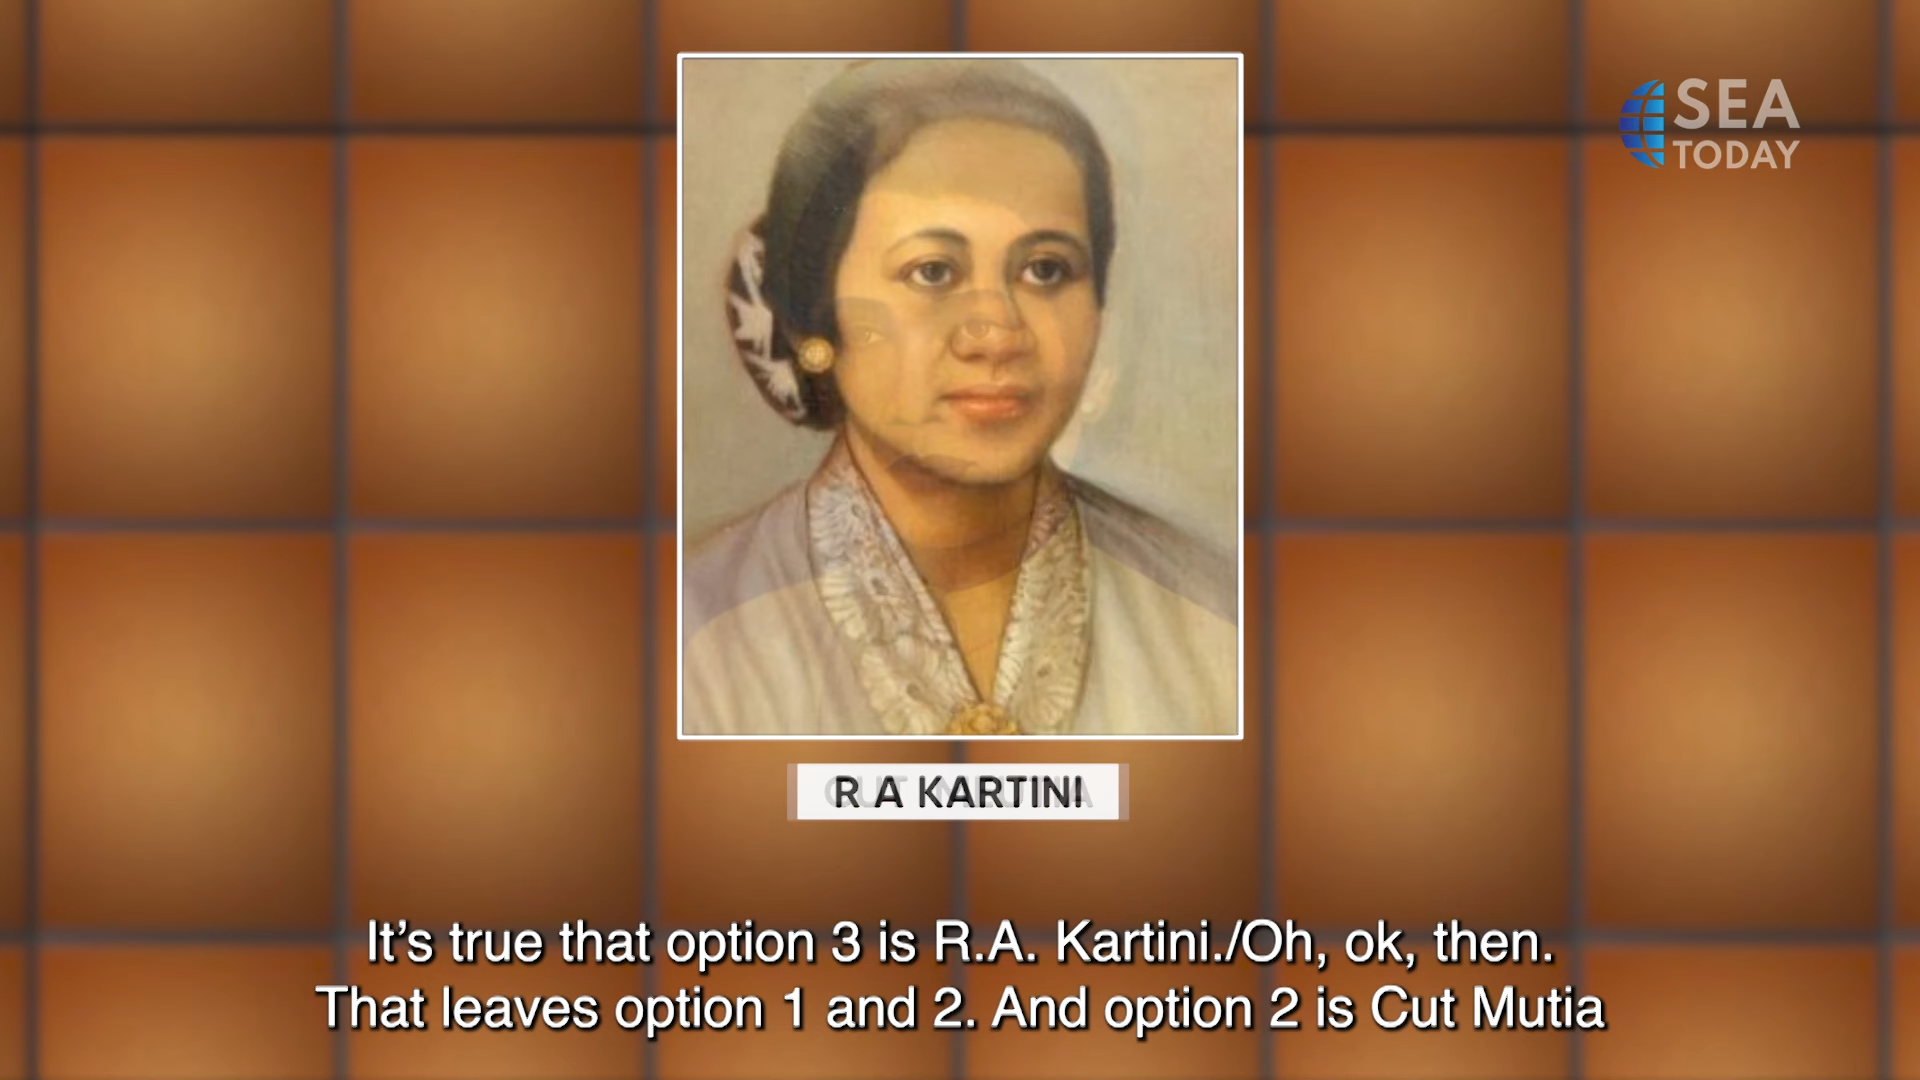 SEA
TODAY
R.A KARTINI
It's true that option 3 is R.A. Kartini./Oh, ok, then.
That leaves option 1 and 2. And option 2 is Cut Mutia